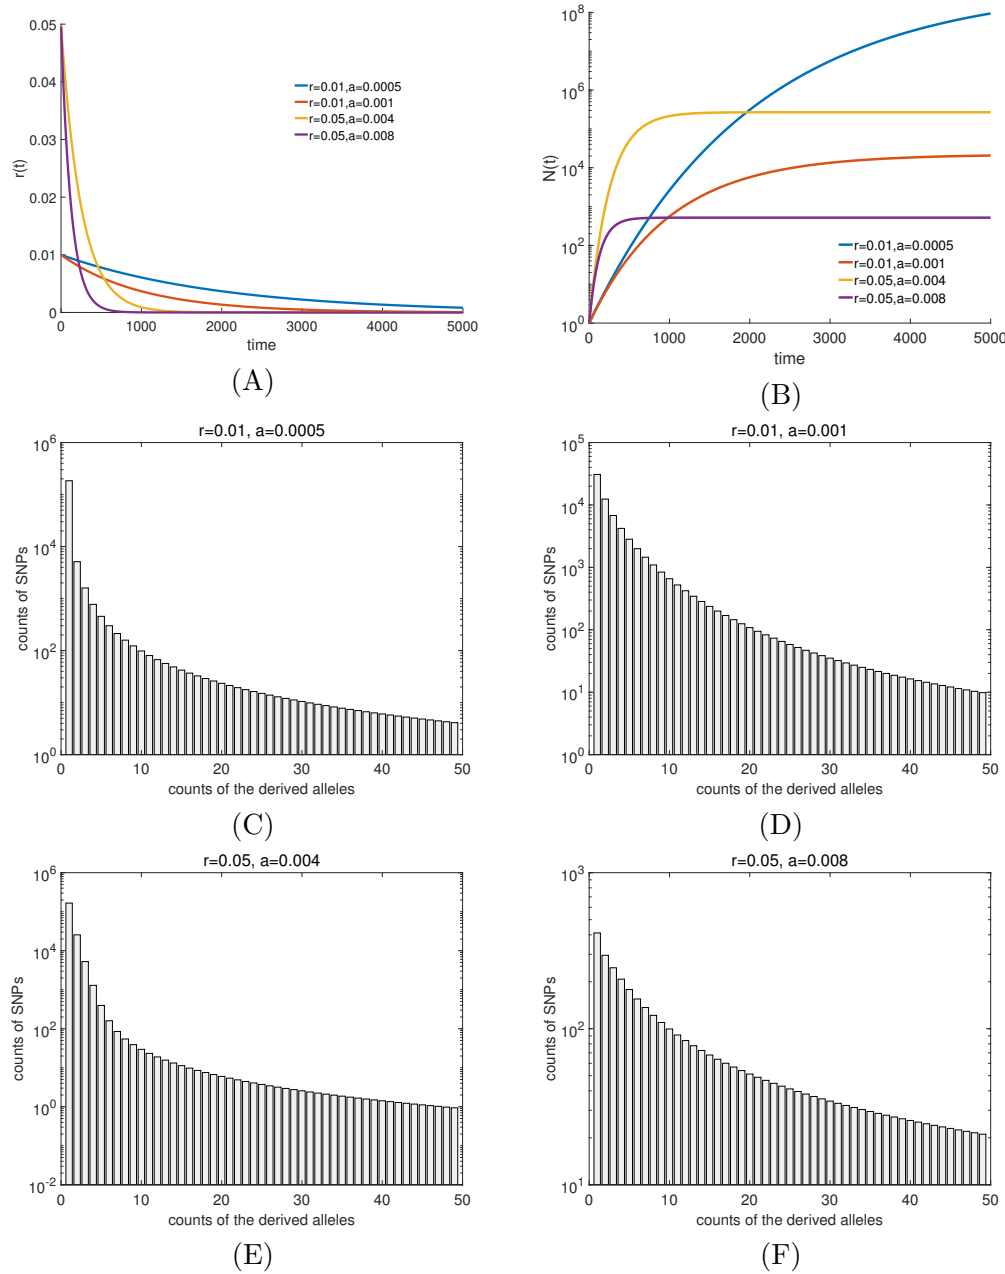 0.05
0.04
0.03
0.02
0.01
0
r(t)
0 1000 2000 3000 4000 5000
time
r=0.01,a=0.0005
r=0.01,a=0.001
r=0.05,a=0.004
r=0.05,a=0.008
(A)
10^8
10^6
10^4
10^2
10^0
N(t)
0 1000 2000 3000 4000 5000
time
r=0.01,a=0.0005
r=0.01,a=0.001
r=0.05,a=0.004
r=0.05,a=0.008
(B)
r=0.01, a=0.0005
10^6
10^4
10^2
10^0
counts of SNPs
0 10 20 30 40 50
counts of the derived alleles
(C)
r=0.01, a=0.001
10^5
10^4
10^3
10^2
10^1
10^0
counts of SNPs
0 10 20 30 40 50
counts of the derived alleles
(D)
r=0.05, a=0.004
10^6
10^4
10^2
10^0
10^-2
counts of SNPs
0 10 20 30 40 50
counts of the derived alleles
(E)
r=0.05, a=0.008
10^3
10^2
10^1
counts of SNPs
0 10 20 30 40 50
counts of the derived alleles
(F)